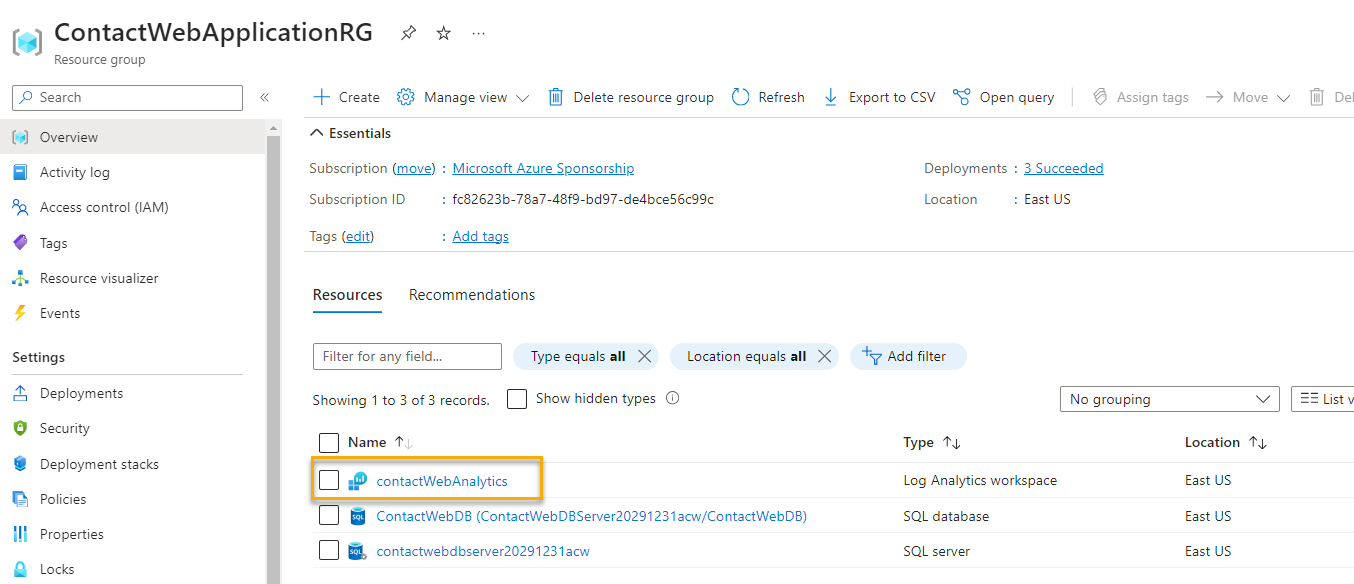 ContactWebApplicationRG
Resource group
Search
Create Manage view Delete resource group Refresh Export to CSV Open query Assign tags Move Del
Overview
Activity log
Access control (IAM)
Tags
Resource visualizer
Events
Settings
Deployments
Security
Deployment stacks
Policies
Properties
Locks
Essentials
Subscription (move) : Microsoft Azure Sponsorship
Deployments : 3 Succeeded
Subscription ID : fc82623b-78a7-48f9-bd97-de4bce56c99c
Location : East US
Tags (edit) : Add tags
Resources Recommendations
Filter for any field... Type equals all Location equals all Add filter
Showing 1 to 3 of 3 records. Show hidden types No grouping List v
Name Type Location
contactWebAnalytics Log Analytics workspace East US
ContactWebDB (ContactWebDBServer20291231acw/ContactWebDB) SQL database East US
contactwebdbserver20291231acw SQL server East US